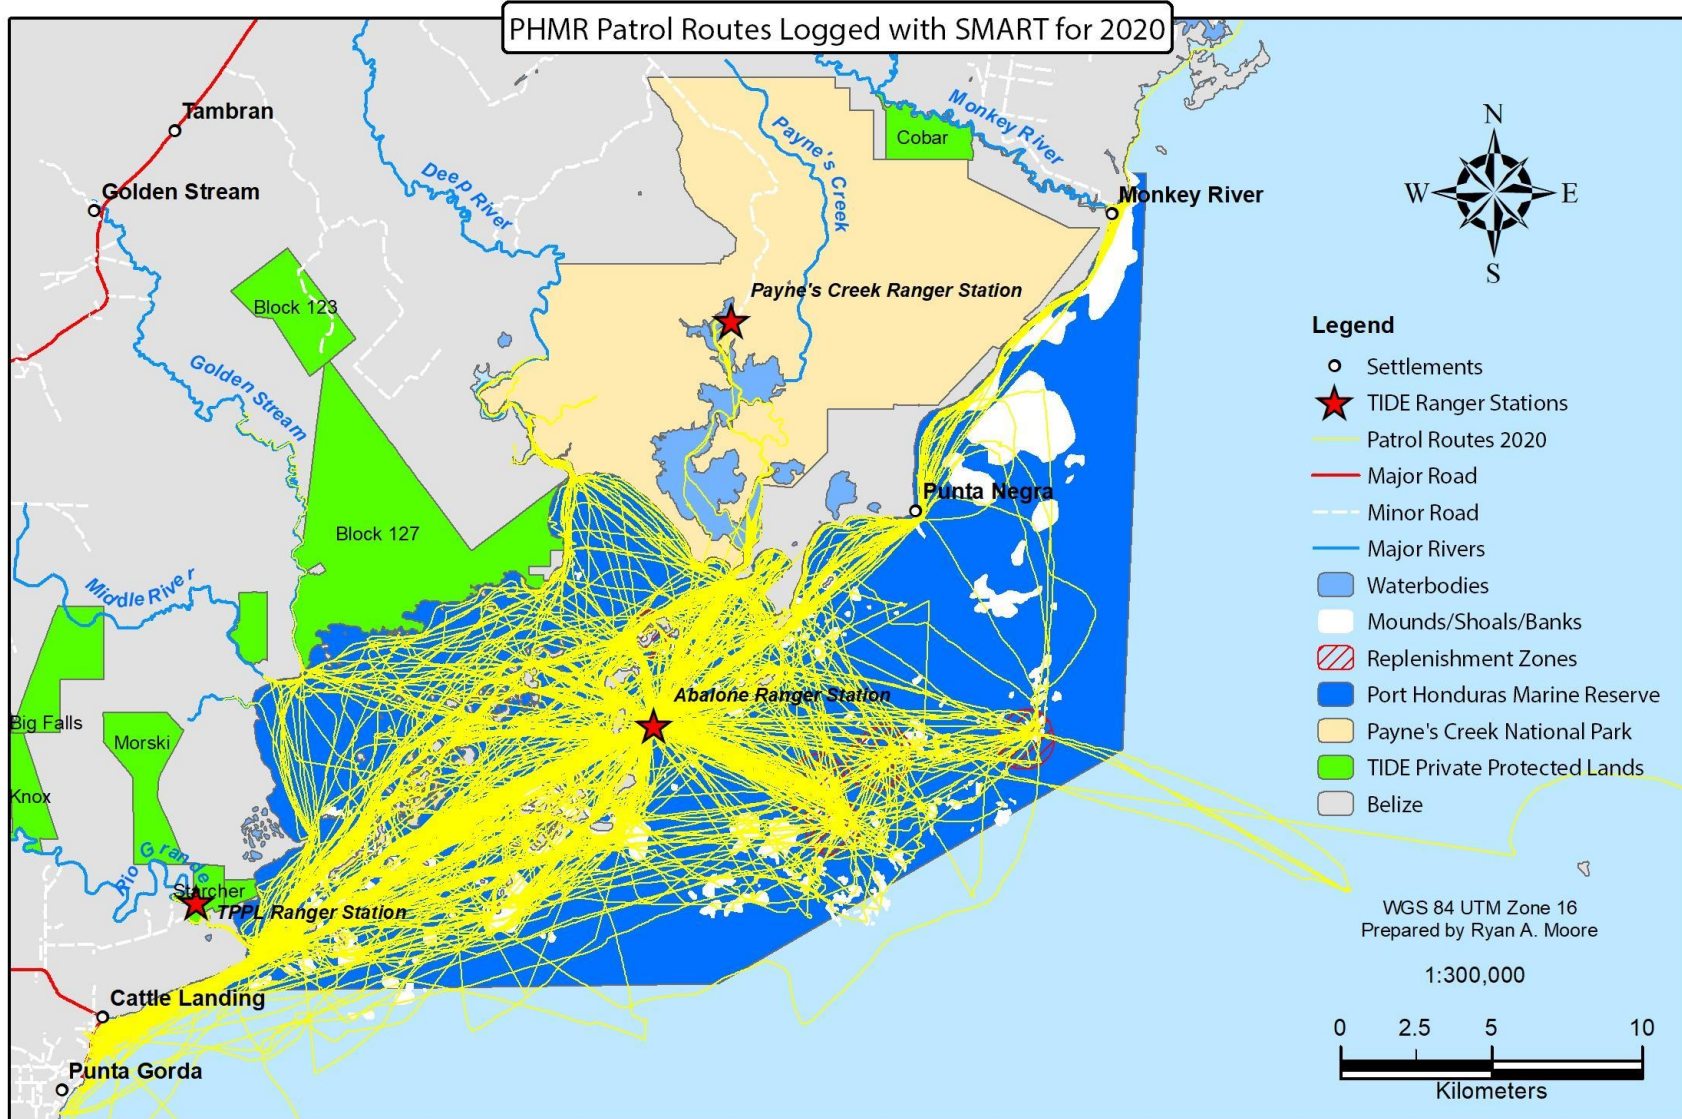 PHMR Patrol Routes Logged with SMART for 2020
Tambran
Golden Stream
Deep River
Payne's Creek
Monkey River
Cobar
Monkey River
N
W
E
S
Block 123
Payne's Creek Ranger Station
Golden Stream
Punta Negra
Block 127
Middle River
Abalone Ranger Station
Big Falls
Morski
Knox
Rio Grande
Starcher
TPPL Ranger Station
Cattle Landing
Punta Gorda
Legend
Settlements
TIDE Ranger Stations
Patrol Routes 2020
Major Road
Minor Road
Major Rivers
Waterbodies
Mounds/Shoals/Banks
Replenishment Zones
Port Honduras Marine Reserve
Payne's Creek National Park
TIDE Private Protected Lands
Belize
WGS 84 UTM Zone 16
Prepared by Ryan A. Moore
1:300,000
0 2.5 5 10
Kilometers